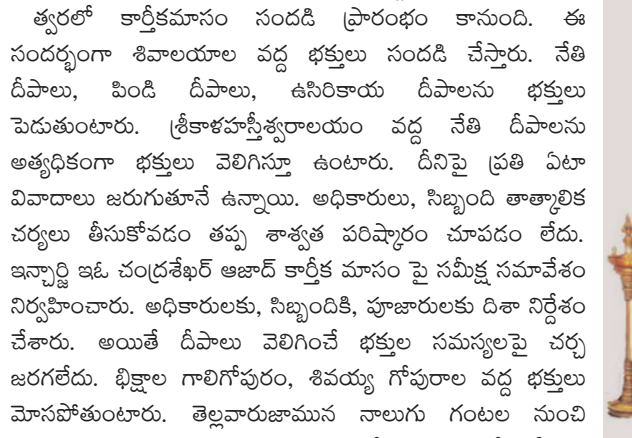 త్వరలో కార్తీకమాసం సందడి ప్రారంభం కానుంది. ఈ
సందర్భంగా శివాలయాల వద్ద భక్తులు సందడి చేస్తారు. నేతి
దీపాలు, పిండి దీపాలు, ఉసిరికాయ దీపాలను భక్తులు
పెడుతుంటారు. శ్రీకాళహస్తీశ్వరాలయం వద్ద నేతి దీపాలను
అత్యధికంగా భక్తులు వెలిగిస్తూ ఉంటారు. దీనిపై ప్రతి ఏటా
వివాదాలు జరుగుతూనే ఉన్నాయి. అధికారులు, సిబ్బంది తాత్కాలిక
చర్యలు తీసుకోవడం తప్ప శాశ్వత పరిష్కారం చూపడం లేదు.
ఇన్చార్జి ఇఓ చంద్రశేఖర్ ఆజాద్ కార్తీక మాసం పై సమీక్ష సమావేశం
నిర్వహించారు. అధికారులకు, సిబ్బందికి, పూజారులకు దిశా నిర్దేశం
చేశారు. అయితే దీపాలు వెలిగించే భక్తుల సమస్యలపై చర్చ
జరగలేదు. భిక్షాల గాలిగోపురం, శివయ్య గోపురాల వద్ద భక్తులు
మోసపోతుంటారు. తెల్లవారుజామున నాలుగు గంటల నుంచి